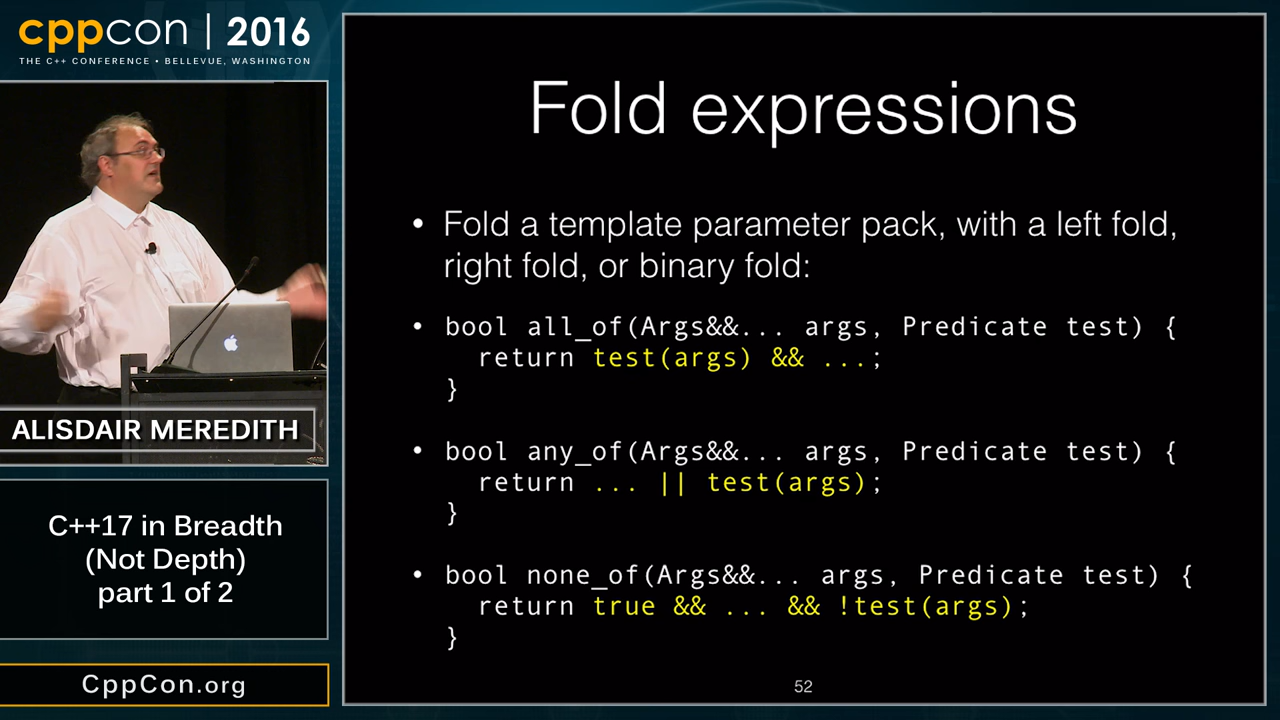 cppcon | 2016
THE C++ CONFERENCE • BELLEVUE, WASHINGTON
ALISDAIR MEREDITH
C++17 in Breadth
(Not Depth)
part 1 of 2
CppCon.org
Fold expressions
• Fold a template parameter pack, with a left fold,
right fold, or binary fold:
• bool all_of(Args&&... args, Predicate test) {
return test(args) && ...;
}
• bool any_of(Args&&... args, Predicate test) {
return ... || test(args);
}
• bool none_of(Args&&... args, Predicate test) {
return true && ... && !test(args);
}
52